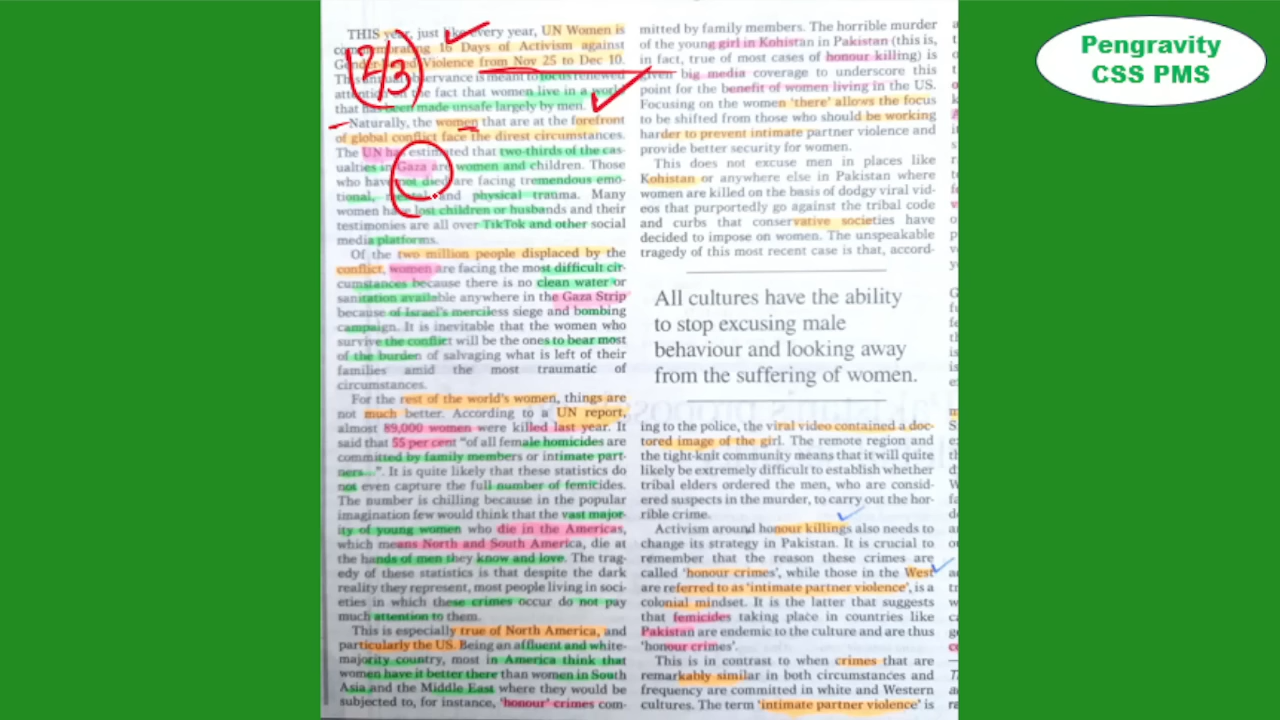 THIS year, just like every year, UN Women is
commemorating 16 Days of Activism against
Gender-Based Violence from Nov 25 to Dec 10.
This annual observance is meant to focus renewed
attention on the fact that women live in a world
that has been made unsafe largely by men.
Naturally, the women that are at the forefront
of global conflict face the direst circumstances.
The UN has estimated that two-thirds of the cas-
ualties in Gaza are women and children. Those
who have not died are facing tremendous emo-
tional, mental and physical trauma. Many
women have lost children or husbands and their
testimonies are all over TikTok and other social
media platforms.
Of the two million people displaced by the
conflict, women are facing the most difficult cir-
cumstances because there is no clean water or
sanitation available anywhere in the Gaza Strip
because of Israel's merciless siege and bombing
campaign. It is inevitable that the women who
survive the conflict will be the ones to bear most
of the burden of salvaging what is left of their
families amid the most traumatic of
circumstances.
For the rest of the world's women, things are
not much better. According to a UN report,
almost 89,000 women were killed last year. It
said that 55 per cent "of all female homicides are
committed by family members or intimate part-
ners...". It is quite likely that these statistics do
not even capture the full number of femicides.
The number is chilling because in the popular
imagination few would think that the vast major-
ity of young women who die in the Americas,
which means North and South America, die at
the hands of men they know and love. The trag-
edy of these statistics is that despite the dark
reality they represent, most people living in soci-
eties in which these crimes occur do not pay
much attention to them.
This is especially true of North America, and
particularly the US. Being an affluent and white-
majority country, most in America think that
women have it better there than women in South
Asia and the Middle East where they would be
subjected to, for instance, 'honour' crimes com-
mitted by family members. The horrible murder
of the young girl in Kohistan in Pakistan (this is,
in fact, true of most cases of honour killing) is
given big media coverage to underscore this
point for the benefit of women living in the US.
Focusing on the women 'there' allows the focus
to be shifted from those who should be working
harder to prevent intimate partner violence and
provide better security for women.
This does not excuse men in places like
Kohistan or anywhere else in Pakistan where
women are killed on the basis of dodgy viral vid-
eos that purportedly go against the tribal code
and curbs that conservative societies have
decided to impose on women. The unspeakable
tragedy of this most recent case is that, accord-
All cultures have the ability
to stop excusing male
behaviour and looking away
from the suffering of women.
ing to the police, the viral video contained a doc-
tored image of the girl. The remote region and
the tight-knit community means that it will quite
likely be extremely difficult to establish whether
tribal elders ordered the men, who are consid-
ered suspects in the murder, to carry out the hor-
rible crime.
Activism around honour killings also needs to
change its strategy in Pakistan. It is crucial to
remember that the reason these crimes are
called 'honour crimes', while those in the West
are referred to as 'intimate partner violence', is a
colonial mindset. It is the latter that suggests
that femicides taking place in countries like
Pakistan are endemic to the culture and are thus
'honour crimes'.
This is in contrast to when crimes that are
remarkably similar in both circumstances and
frequency are committed in white and Western
cultures. The term 'intimate partner violence' is
2/3
Pengravity
CSS PMS